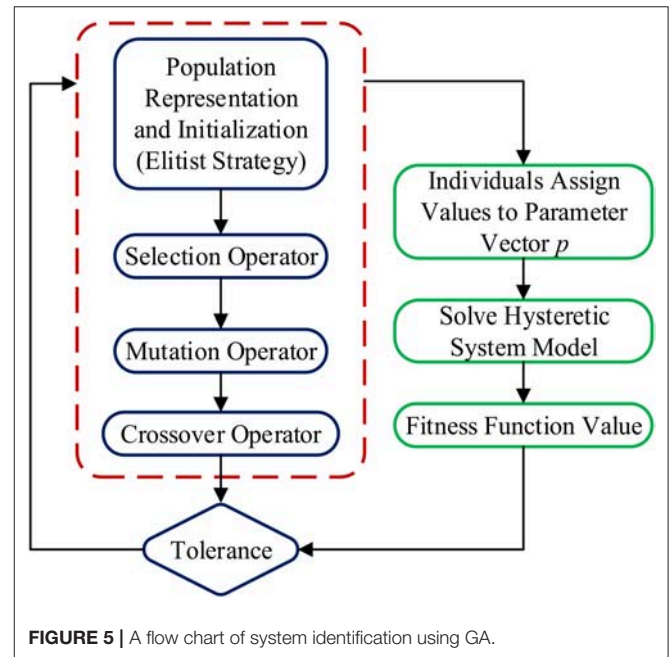 Population
Representation
and Initialization
(Elitist Strategy)
Selection Operator
Mutation Operator
Crossover Operator
Tolerance
Individuals Assign
Values to Parameter
Vector p
Solve Hysteretic
System Model
Fitness Function Value
FIGURE 5 | A flow chart of system identification using GA.